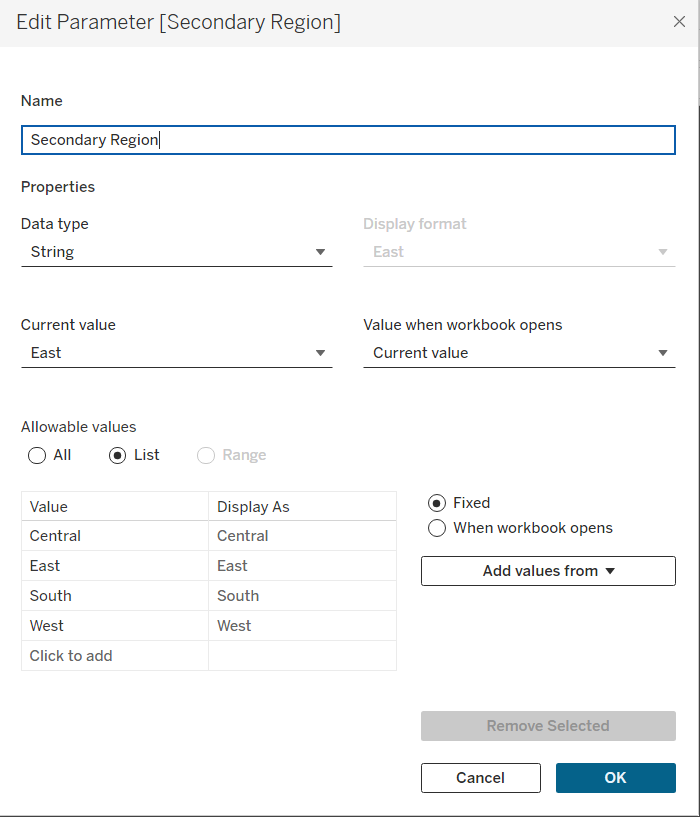 Edit Parameter [Secondary Region]
Name
Secondary Region
Properties
Data type
Display format
String
East
Current value
Value when workbook opens
East
Current value
Allowable values
All
List
Range
Value
Display As
Central
Central
East
East
South
South
West
West
Click to add
Fixed
When workbook opens
Add values from
Remove Selected
Cancel
OK